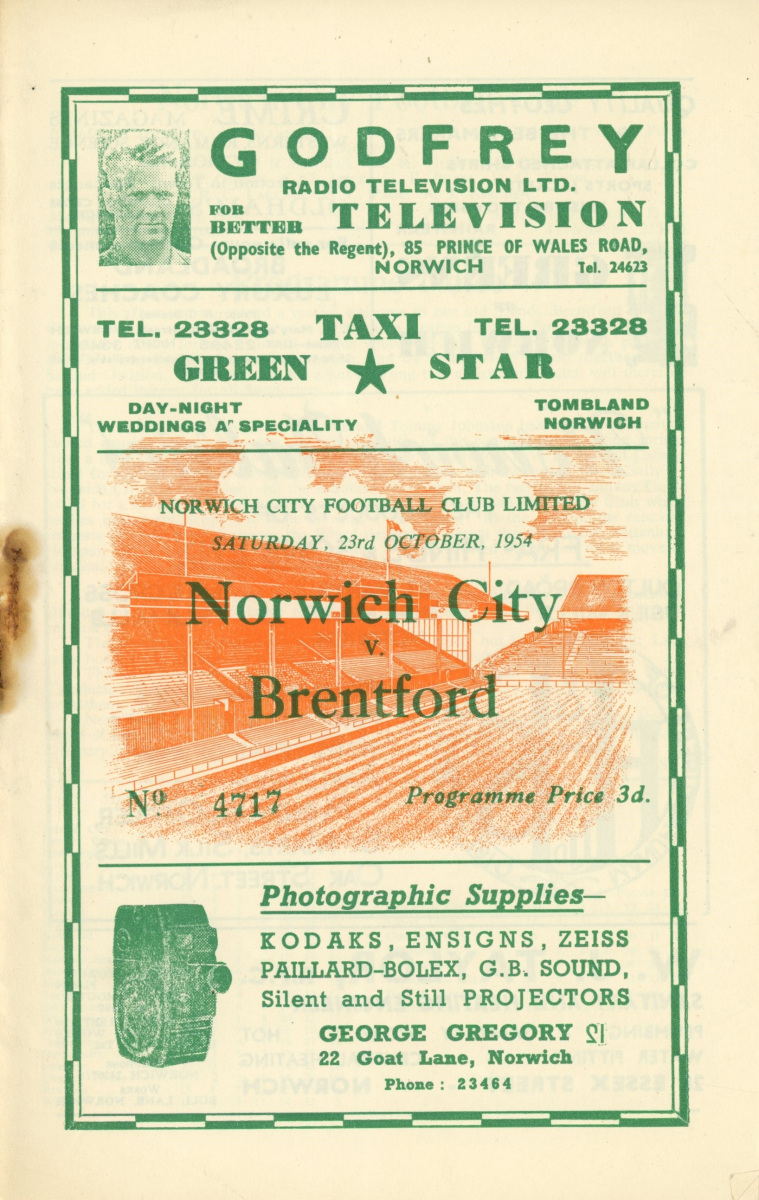 GODFREY
RADIO TELEVISION LTD.
FOR BETTER TELEVISION
(Opposite the Regent), 85 PRINCE OF WALES ROAD,
NORWICH Tel. 24623
TEL. 23328 TAXI TEL. 23328
GREEN ★ STAR
DAY-NIGHT TOMBLAND
WEDDINGS A SPECIALITY NORWICH
NORWICH CITY FOOTBALL CLUB LIMITED
SATURDAY, 23rd OCTOBER, 1954
Norwich City
v.
Brentford
No 4717 Programme Price 3d.
Photographic Supplies—
KODAKS, ENSIGNS, ZEISS
PAILLARD-BOLEX, G.B. SOUND,
Silent and Still PROJECTORS
GEORGE GREGORY
22 Goat Lane, Norwich
Phone : 23464